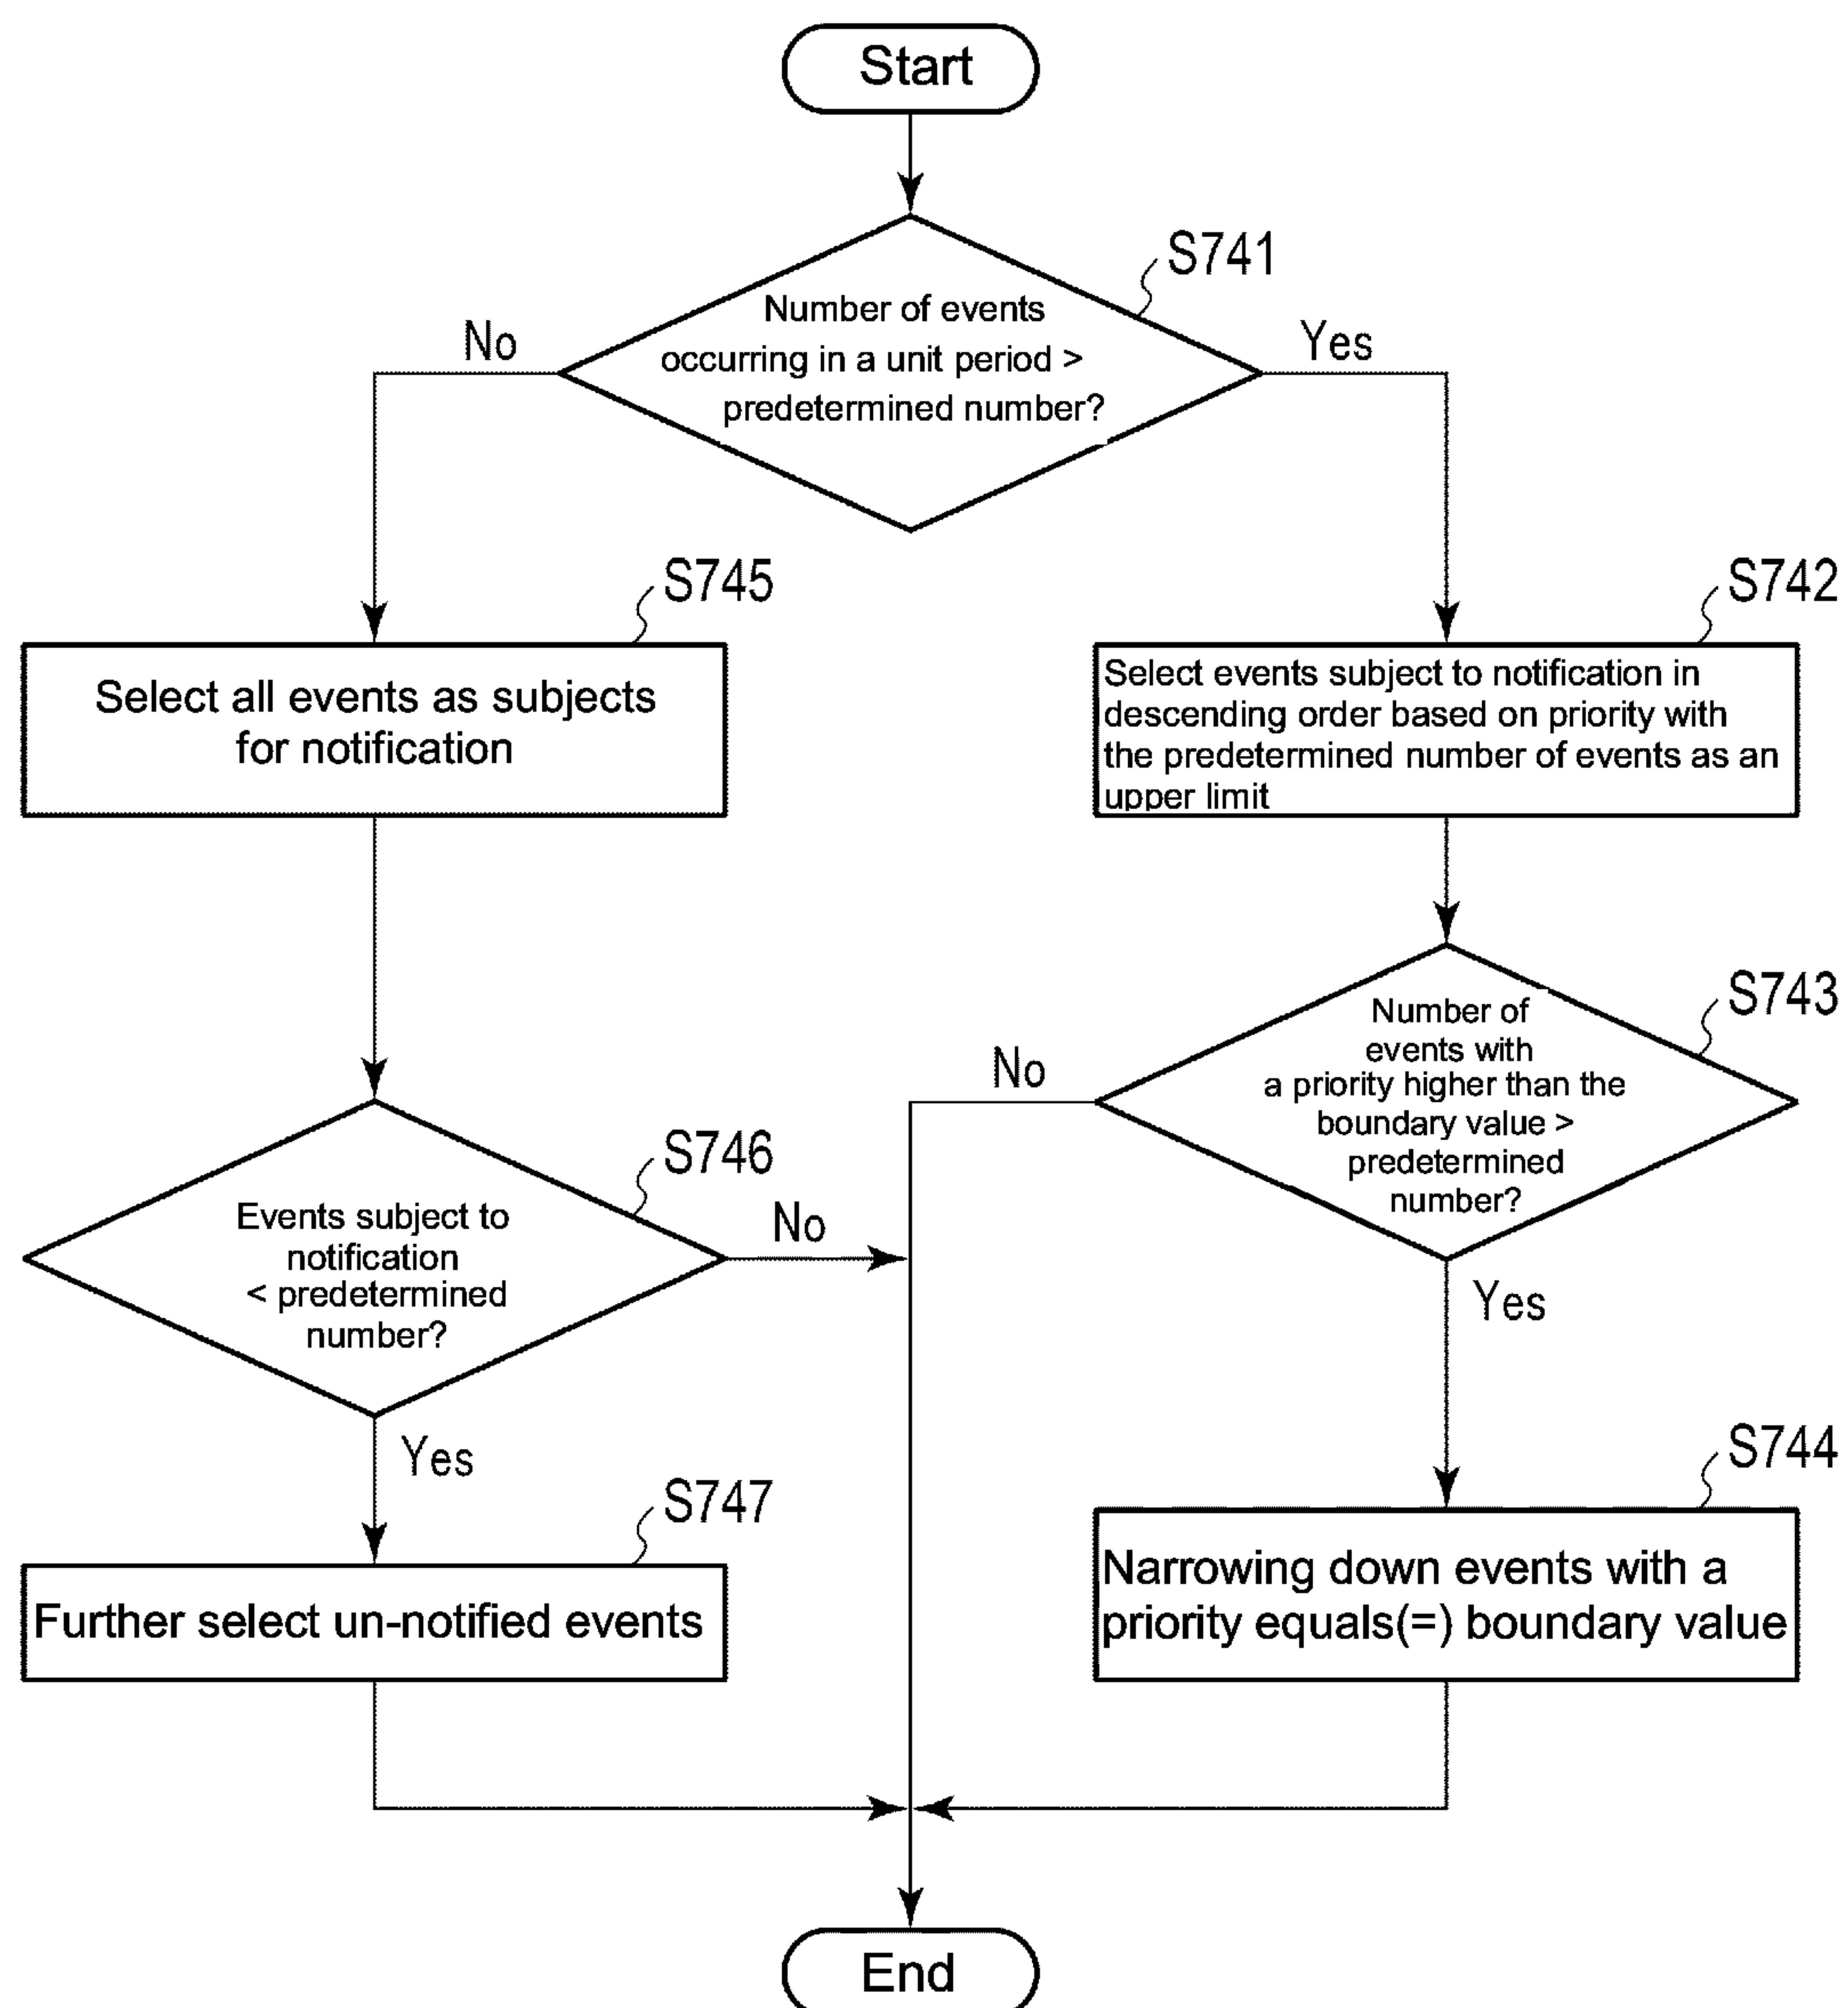 Start
S741
Number of events
occurring in a unit period >
predetermined number?
No
Yes
S745
Select all events as subjects
for notification
S742
Select events subject to notification in
descending order based on priority with
the predetermined number of events as an
upper limit
S743
Number of
events with
a priority higher than the
boundary value >
predetermined
number?
No
Yes
S746
Events subject to
notification
< predetermined
number?
No
Yes
S747
Further select un-notified events
S744
Narrowing down events with a
priority equals(=) boundary value
End